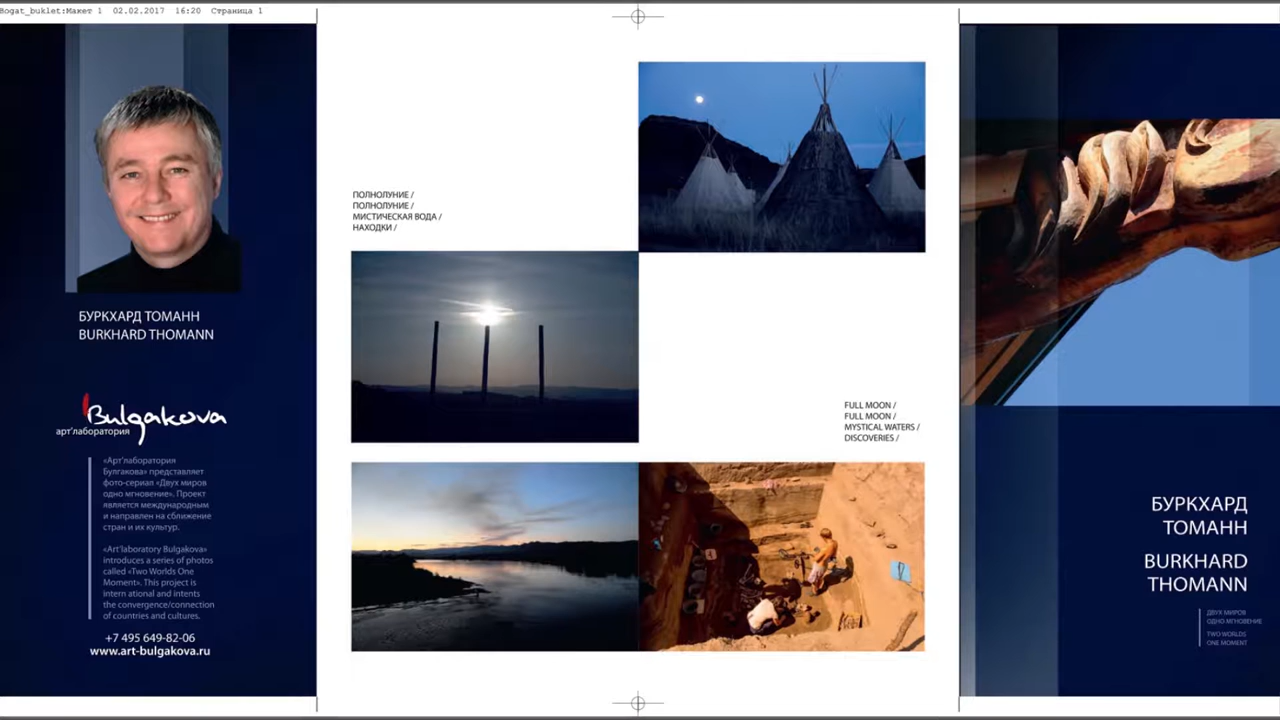 Bogat_buklet:Макет 1 02.02.2017 16:20 Страница 1
БУРКХАРД ТОМАНН
BURKHARD THOMANN
Bulgakova
арт'лаборатория
«Арт'лаборатория
Булгакова» представляет
фото-сериал «Двух миров
одно мгновение». Проект
является международным
и направлен на сближение
стран и их культур.
«Art'laboratory Bulgakova»
introduces a series of photos
called «Two Worlds One
Moment». This project is
intern ational and intents
the convergence/connection
of countries and cultures.
+7 495 649-82-06
www.art-bulgakova.ru
ПОЛНОЛУНИЕ /
ПОЛНОЛУНИЕ /
МИСТИЧЕСКАЯ ВОДА /
НАХОДКИ /
FULL MOON /
FULL MOON /
MYSTICAL WATERS /
DISCOVERIES /
БУРКХАРД
ТОМАНН
BURKHARD
THOMANN
ДВУХ МИРОВ
ОДНО МГНОВЕНИЕ
TWO WORLDS
ONE MOMENT